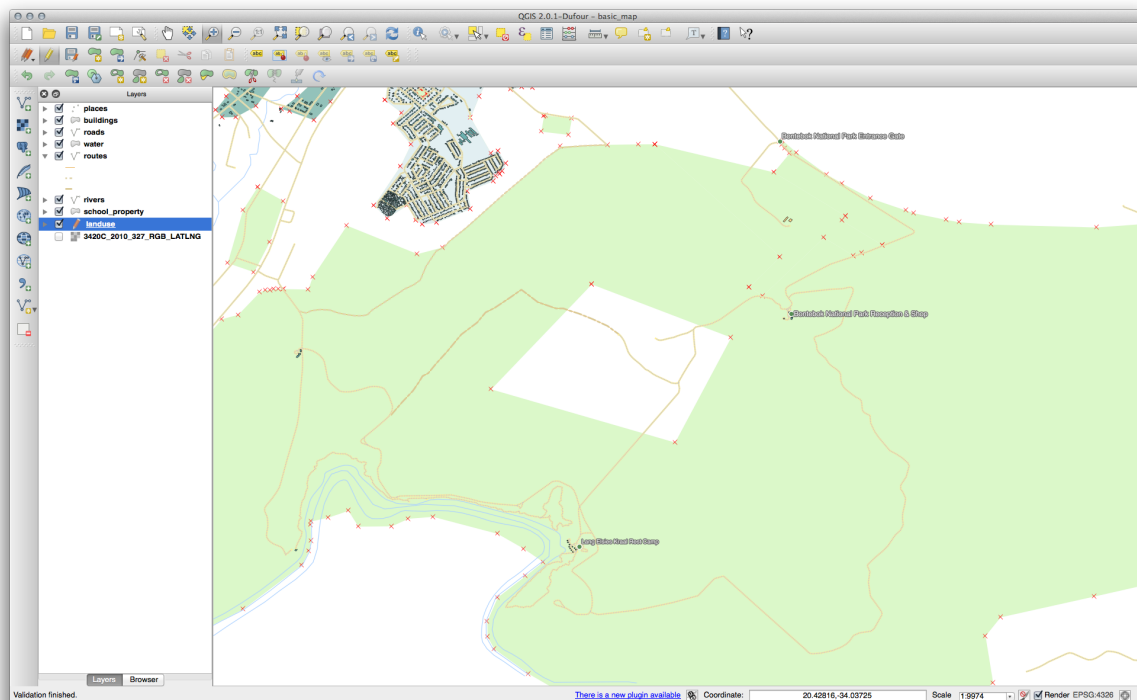 QGIS 2.0.1-Dufour - basic_map
Layers
places
buildings
roads
water
routes
rivers
school_property
landuse
3420C_2010_327_RGB_LATLNG
Bontebok National Park Entrance Gate
Bontebok National Park Reception & Shop
Lang Elsies Kraal Rest Camp
Layers
Browser
Validation finished.
There is a new plugin available
Coordinate:
20.42816,-34.03725
Scale
1:9974
Render
EPSG:4326